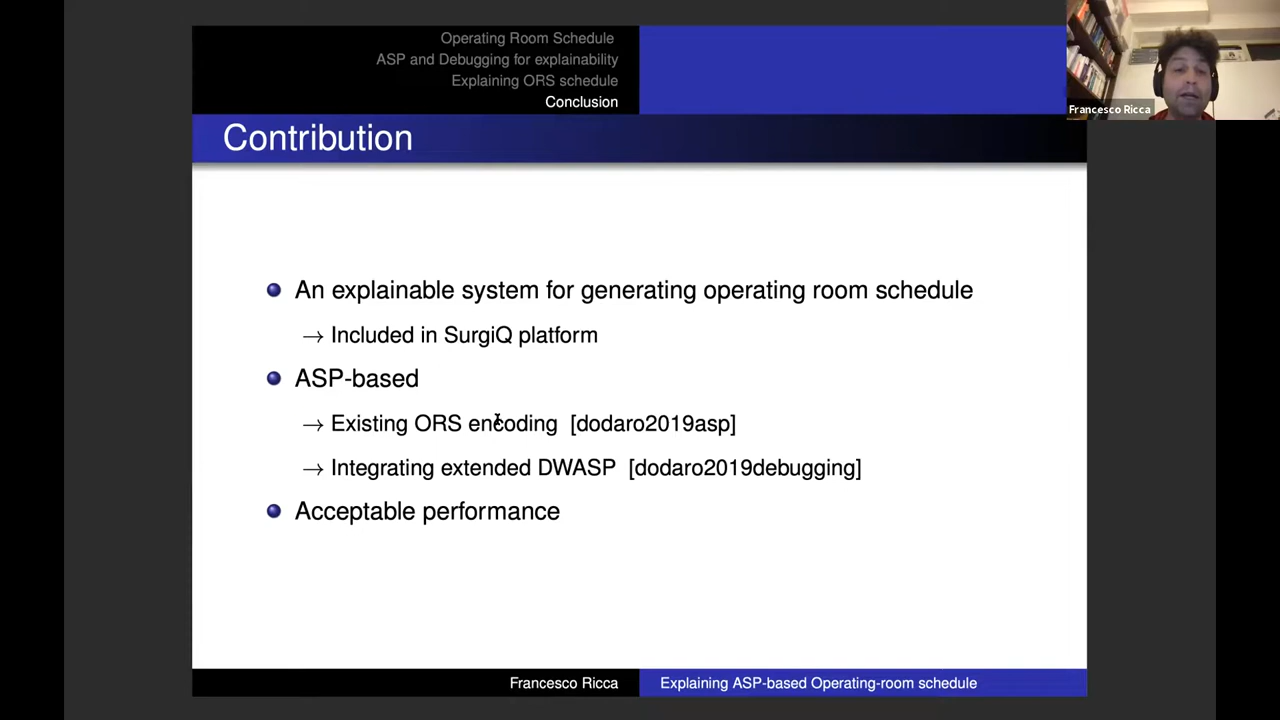 Operating Room Schedule
ASP and Debugging for explainability
Explaining ORS schedule
Conclusion
Francesco Ricca
Contribution
An explainable system for generating operating room schedule
→ Included in SurgiQ platform
ASP-based
→ Existing ORS encoding [dodaro2019asp]
→ Integrating extended DWASP [dodaro2019debugging]
Acceptable performance
Francesco Ricca
Explaining ASP-based Operating-room schedule